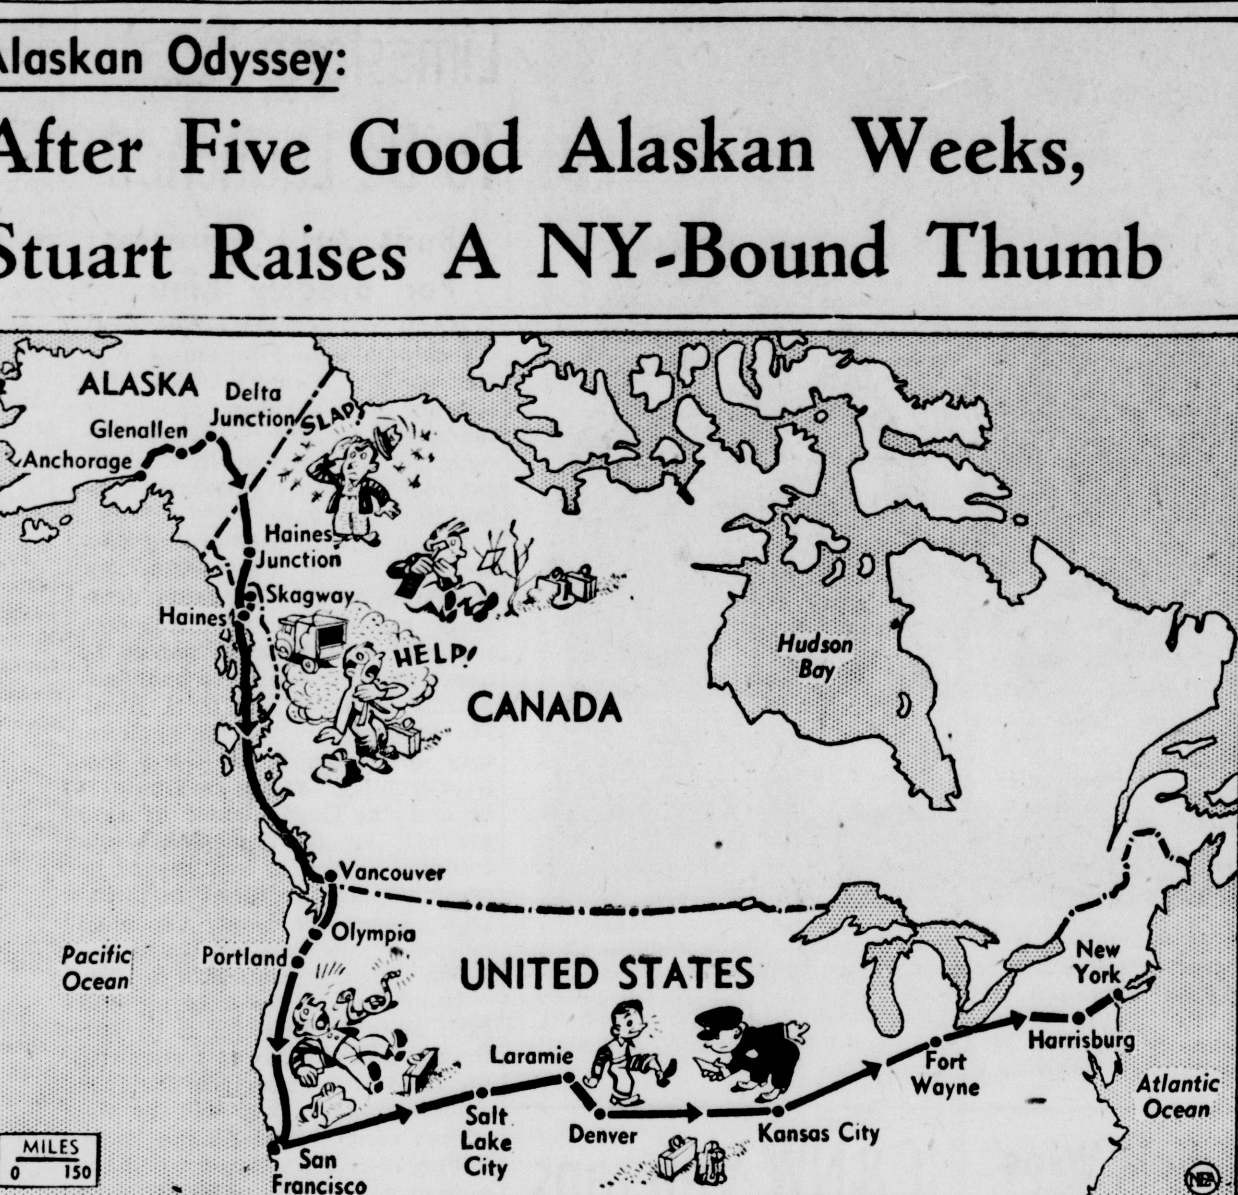 Alaskan Odyssey:
After Five Good Alaskan Weeks,
Stuart Raises A NY-Bound Thumb
ALASKA
Delta
Junction
Glenallen
Anchorage
SLAP!
Haines
Junction
Skagway
Haines
HELP!
CANADA
Hudson
Bay
Vancouver
Olympia
Portland
Pacific
Ocean
UNITED STATES
New
York
Harrisburg
Fort
Wayne
Laramie
Salt
Lake
City
Denver
Kansas City
Atlantic
Ocean
San
Francisco
MILES
0 150
NEA